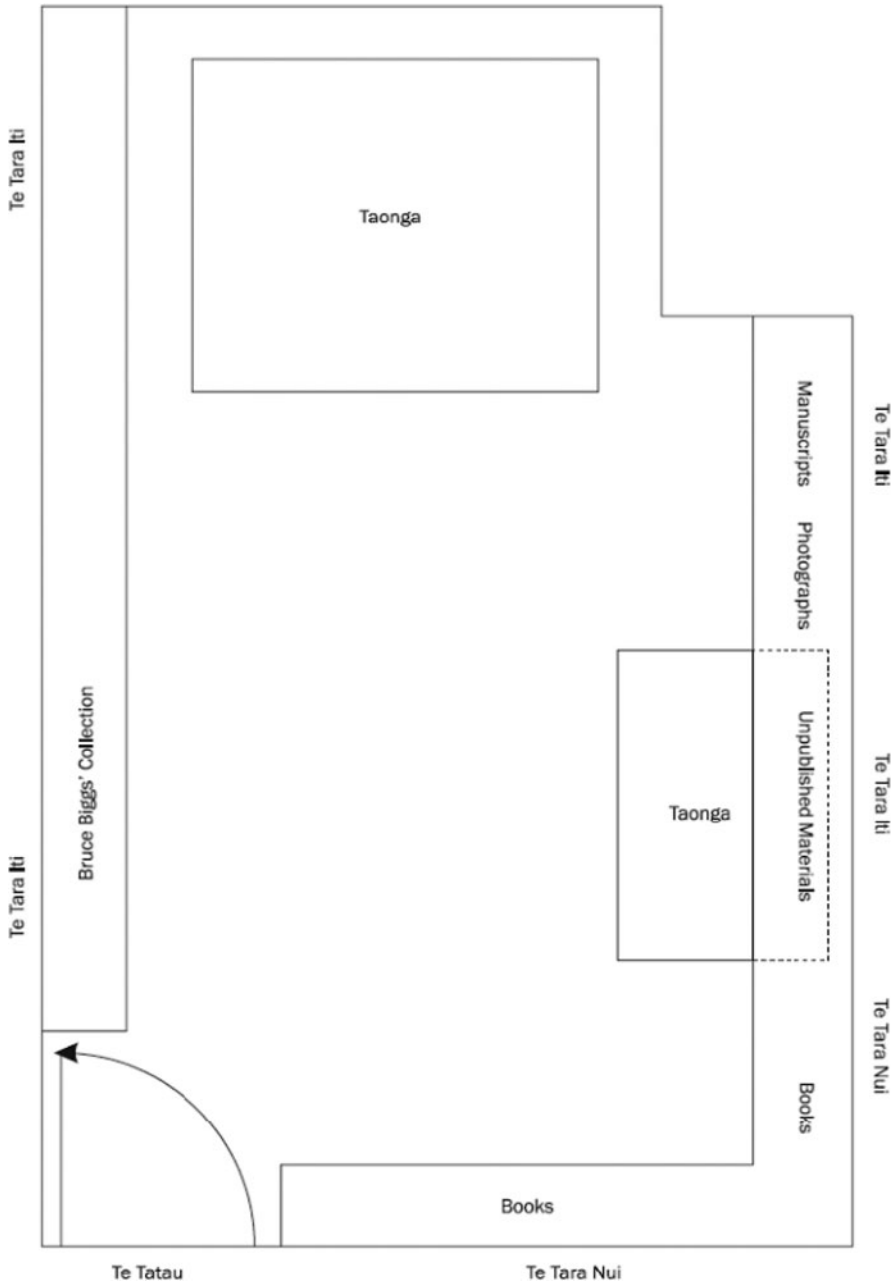 Te Tara Iti
Taonga
Manuscripts
Te Tara Iti
Photographs
Bruce Biggs' Collection
Unpublished Materials
Taonga
Te Tara Iti
Te Tara Iti
Te Tara Nui
Books
Books
Te Tatau
Te Tara Nui